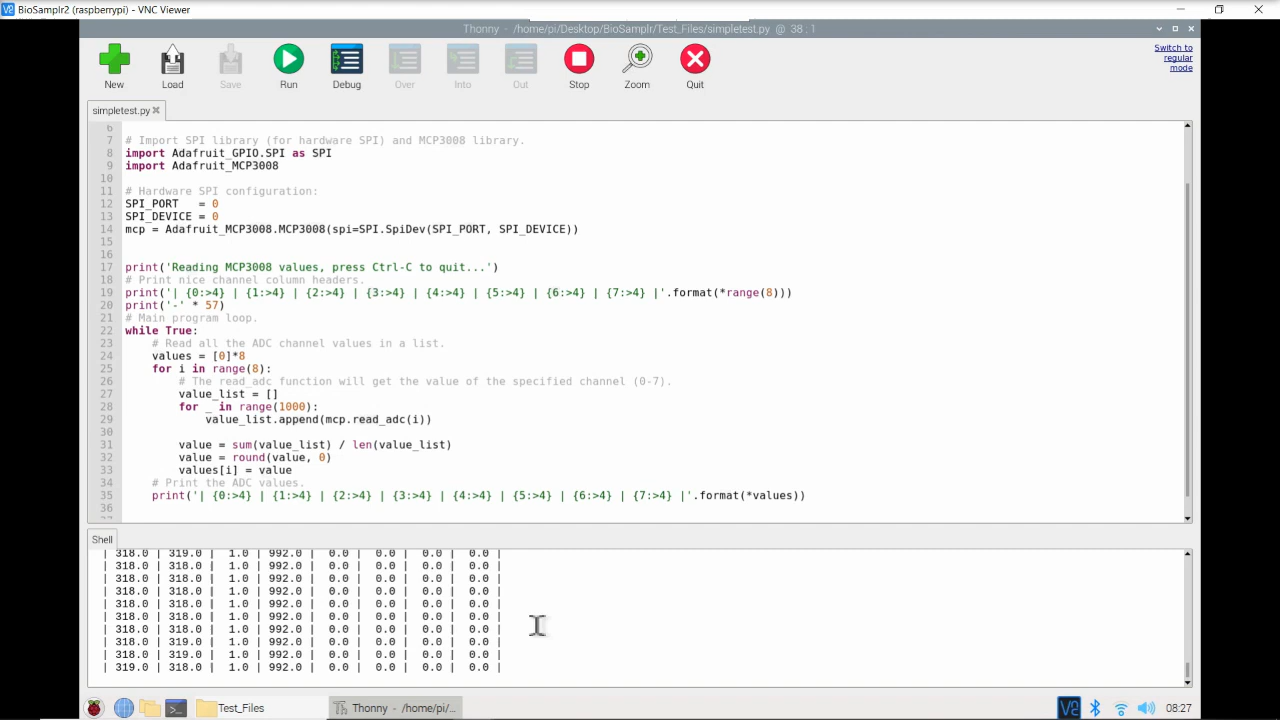 BioSamplr2 (raspberrypi) - VNC Viewer
Thonny - /home/pi/Desktop/BioSamplr/Test_Files/simpletest.py @ 38 : 1
New Load Save Run Debug Over Into Out Stop Zoom Quit
Switch to
regular
mode
simpletest.py
6
7 # Import SPI library (for hardware SPI) and MCP3008 library.
8 import Adafruit_GPIO.SPI as SPI
9 import Adafruit_MCP3008
10
11 # Hardware SPI configuration:
12 SPI_PORT   = 0
13 SPI_DEVICE = 0
14 mcp = Adafruit_MCP3008.MCP3008(spi=SPI.SpiDev(SPI_PORT, SPI_DEVICE))
15
16
17 print('Reading MCP3008 values, press Ctrl-C to quit...')
18 # Print nice channel column headers.
19 print('| {0:>4} | {1:>4} | {2:>4} | {3:>4} | {4:>4} | {5:>4} | {6:>4} | {7:>4} |'.format(*range(8)))
20 print('-' * 57)
21 # Main program loop.
22 while True:
23     # Read all the ADC channel values in a list.
24     values = [0]*8
25     for i in range(8):
26         # The read_adc function will get the value of the specified channel (0-7).
27         value_list = []
28         for _ in range(1000):
29             value_list.append(mcp.read_adc(i))
30
31         value = sum(value_list) / len(value_list)
32         value = round(value, 0)
33         values[i] = value
34     # Print the ADC values.
35     print('| {0:>4} | {1:>4} | {2:>4} | {3:>4} | {4:>4} | {5:>4} | {6:>4} | {7:>4} |'.format(*values))
36
Shell
| 318.0 | 319.0 |  1.0 | 992.0 |  0.0 |  0.0 |  0.0 |  0.0 |
| 318.0 | 318.0 |  1.0 | 992.0 |  0.0 |  0.0 |  0.0 |  0.0 |
| 318.0 | 318.0 |  1.0 | 992.0 |  0.0 |  0.0 |  0.0 |  0.0 |
| 318.0 | 318.0 |  1.0 | 992.0 |  0.0 |  0.0 |  0.0 |  0.0 |
| 318.0 | 318.0 |  1.0 | 992.0 |  0.0 |  0.0 |  0.0 |  0.0 |
| 318.0 | 318.0 |  1.0 | 992.0 |  0.0 |  0.0 |  0.0 |  0.0 |
| 318.0 | 318.0 |  1.0 | 992.0 |  0.0 |  0.0 |  0.0 |  0.0 |
| 318.0 | 319.0 |  1.0 | 992.0 |  0.0 |  0.0 |  0.0 |  0.0 |
| 318.0 | 318.0 |  1.0 | 992.0 |  0.0 |  0.0 |  0.0 |  0.0 |
| 319.0 | 318.0 |  1.0 | 992.0 |  0.0 |  0.0 |  0.0 |  0.0 |
Test_Files Thonny - /home/pi/... 08:27